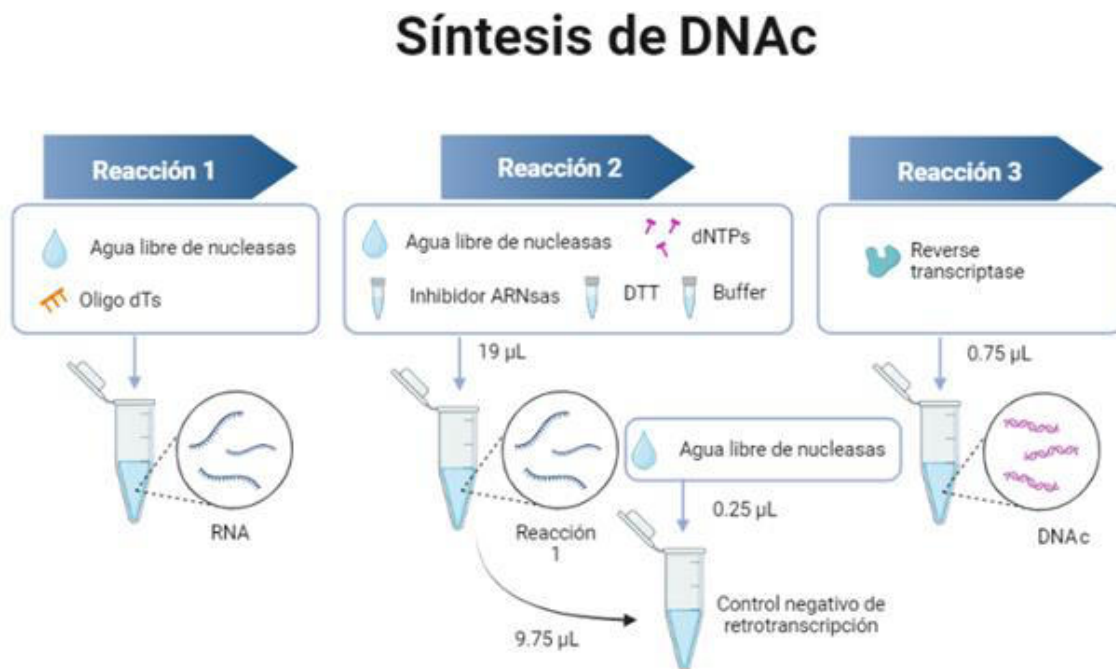 Síntesis de DNAc
Reacción 1
Agua libre de nucleasas
Oligo dTs
RNA
Reacción 2
Agua libre de nucleasas
dNTPs
Inhibidor ARNsas
DTT
Buffer
19 µL
Reacción
1
9.75 µL
Agua libre de nucleasas
0.25 µL
Control negativo de
retrotranscripción
Reacción 3
Reverse
transcriptase
0.75 µL
DNAc